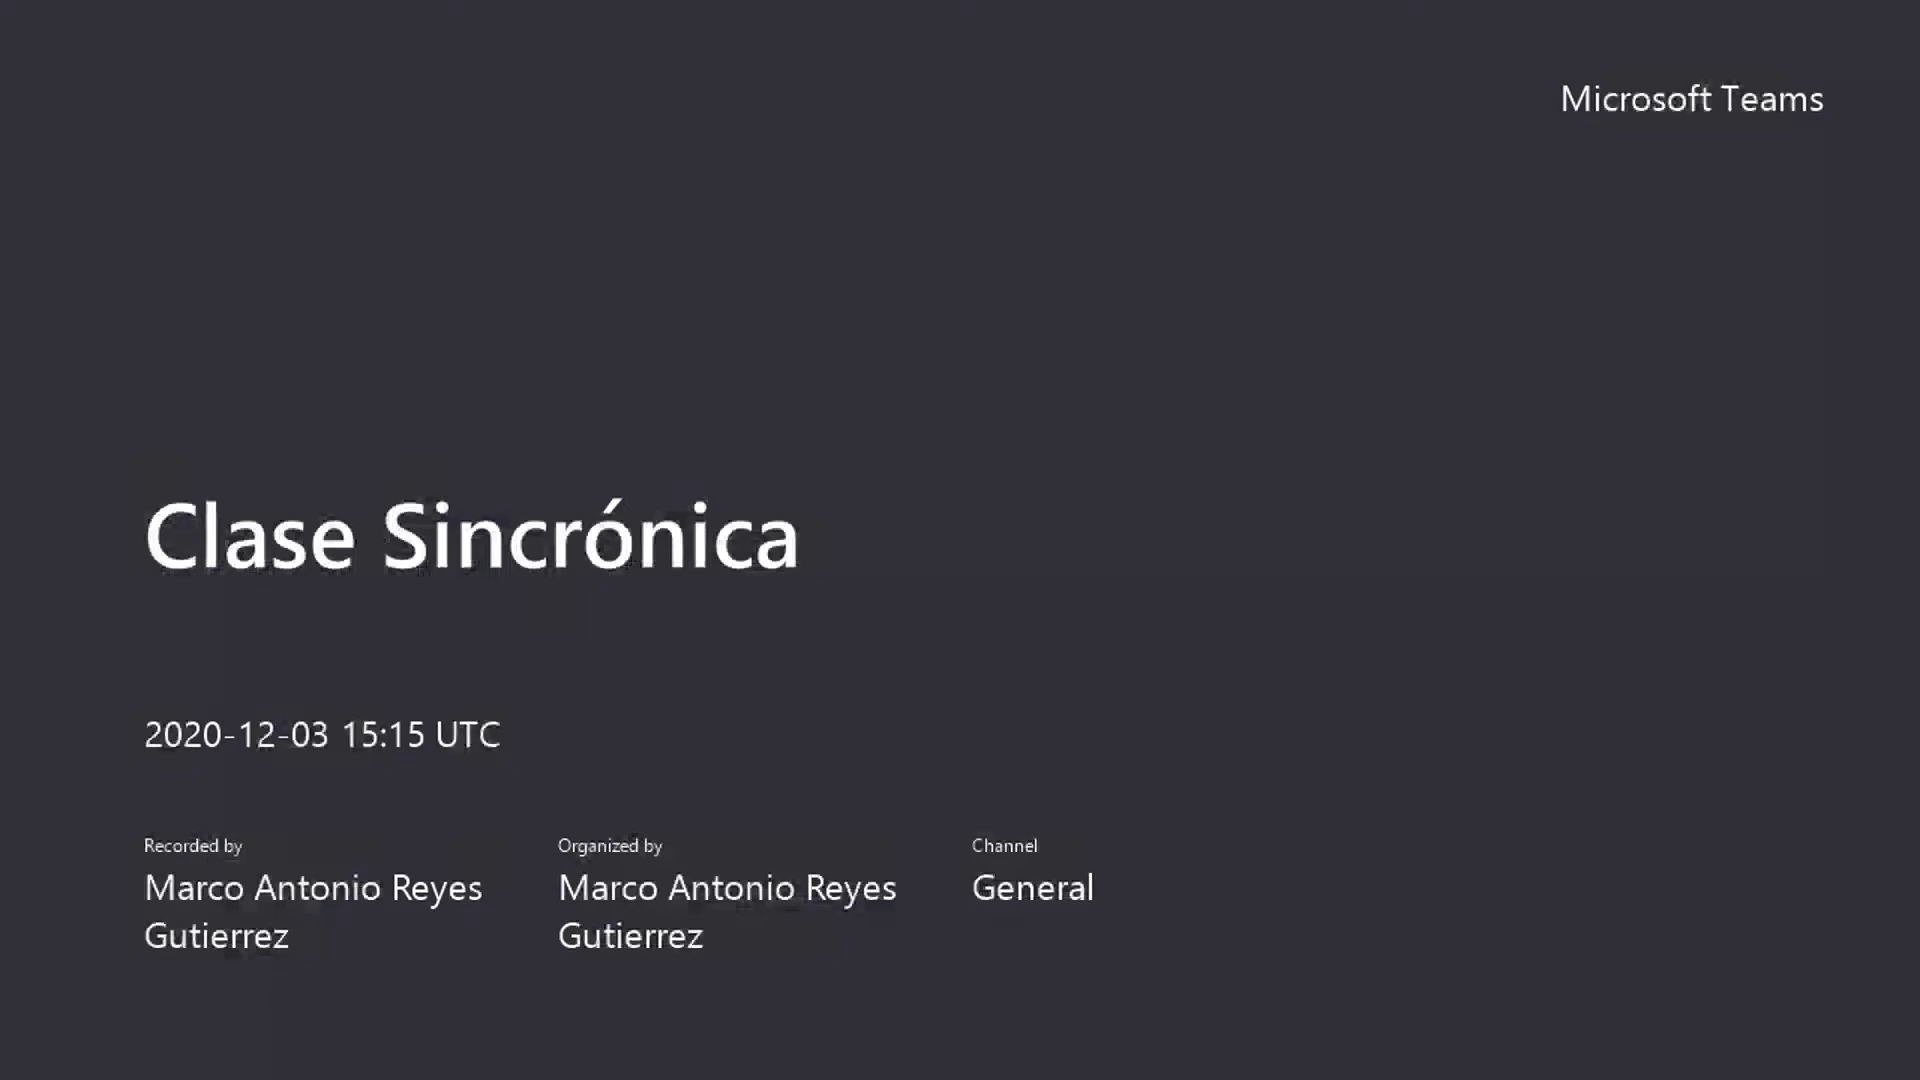 Microsoft Teams
Clase Sincrónica
2020-12-03 15:15 UTC
Recorded by
Marco Antonio Reyes
Gutierrez
Organized by
Marco Antonio Reyes
Gutierrez
Channel
General